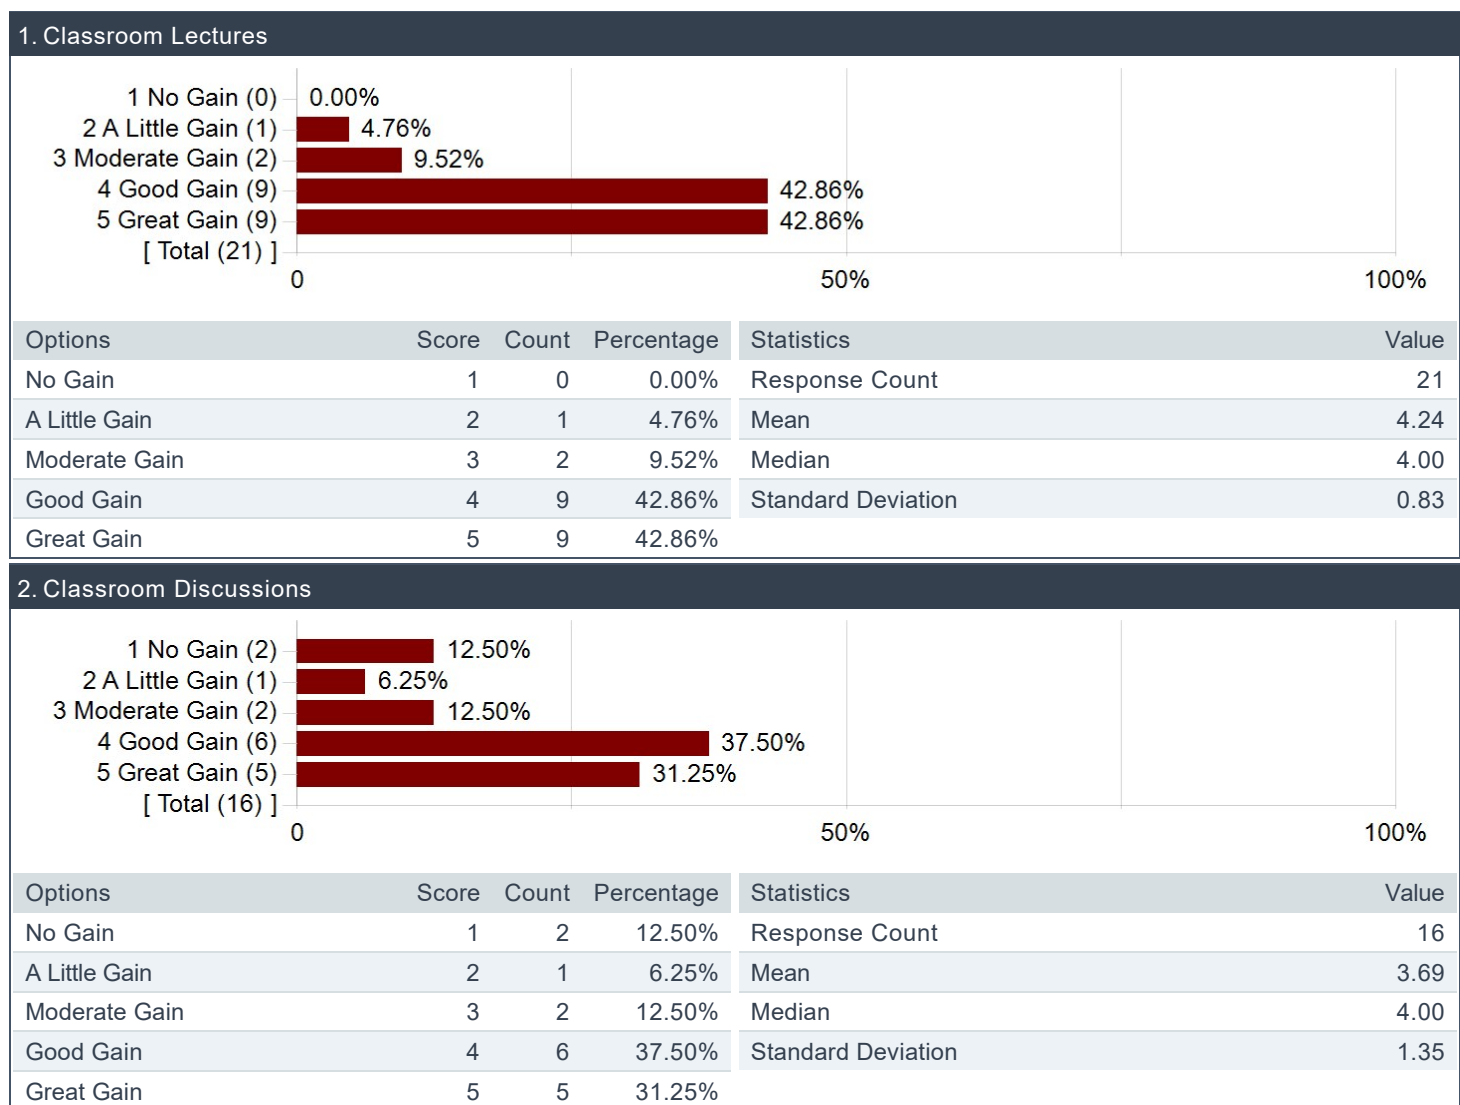 1. Classroom Lectures
1 No Gain (0) 0.00%
2 A Little Gain (1) 4.76%
3 Moderate Gain (2) 9.52%
4 Good Gain (9) 42.86%
5 Great Gain (9) 42.86%
[ Total (21) ]
0 50% 100%
Options Score Count Percentage Statistics Value
No Gain 1 0 0.00% Response Count 21
A Little Gain 2 1 4.76% Mean 4.24
Moderate Gain 3 2 9.52% Median 4.00
Good Gain 4 9 42.86% Standard Deviation 0.83
Great Gain 5 9 42.86%
2. Classroom Discussions
1 No Gain (2) 12.50%
2 A Little Gain (1) 6.25%
3 Moderate Gain (2) 12.50%
4 Good Gain (6) 37.50%
5 Great Gain (5) 31.25%
[ Total (16) ]
0 50% 100%
Options Score Count Percentage Statistics Value
No Gain 1 2 12.50% Response Count 16
A Little Gain 2 1 6.25% Mean 3.69
Moderate Gain 3 2 12.50% Median 4.00
Good Gain 4 6 37.50% Standard Deviation 1.35
Great Gain 5 5 31.25%